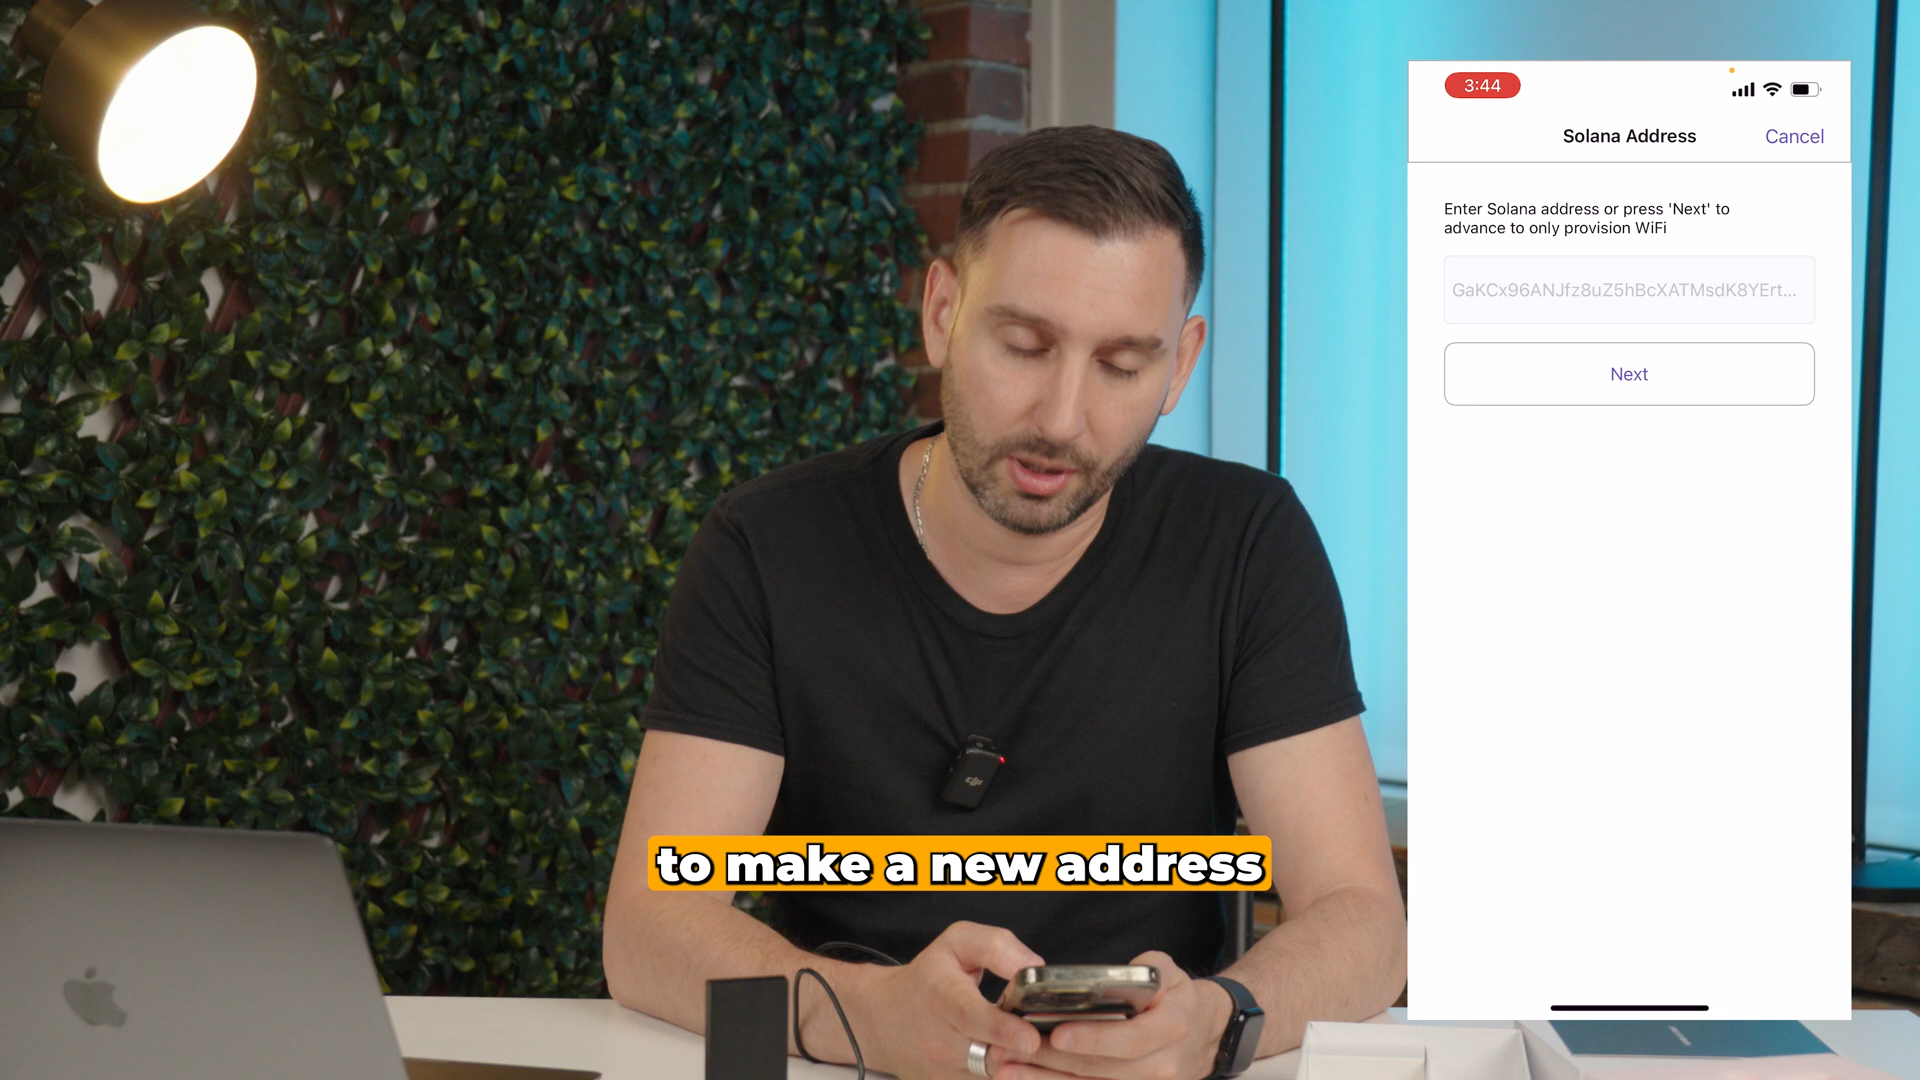 3:44
Solana Address
Cancel
Enter Solana address or press 'Next' to
advance to only provision WiFi
GaKCx96ANJfz8uZ5hBcXATMsdK8YErt...
Next
dji
to make a new address